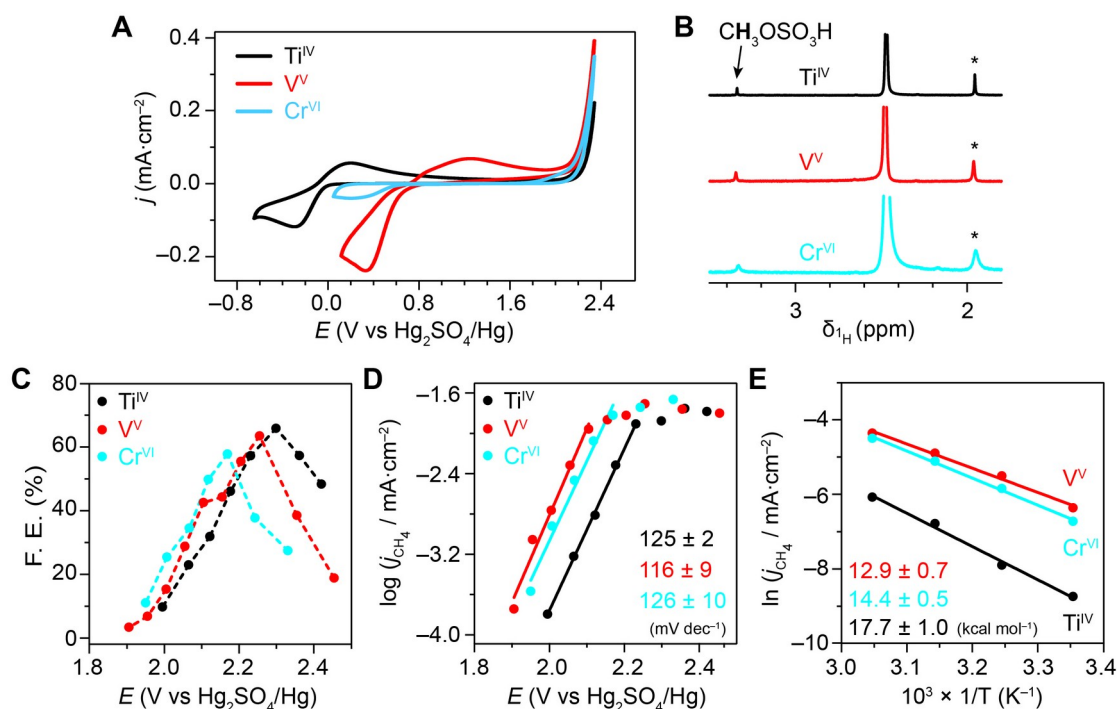 A
0.4
0.2
0.0
−0.2
j (mA·cm⁻²)
Ti^IV
V^V
Cr^VI
−0.8
0.0
0.8
1.6
2.4
E (V vs Hg₂SO₄/Hg)
B
CH₃OSO₃H
Ti^IV
*
V^V
*
Cr^VI
*
3
2
δ₁H (ppm)
C
80
60
40
20
0
F. E. (%)
Ti^IV
V^V
Cr^VI
1.8
2.0
2.2
2.4
E (V vs Hg₂SO₄/Hg)
D
−1.6
−2.4
−3.2
−4.0
log (j_CH₄ / mA·cm⁻²)
Ti^IV
V^V
Cr^VI
125 ± 2
116 ± 9
126 ± 10
(mV dec⁻¹)
1.8
2.0
2.2
2.4
E (V vs Hg₂SO₄/Hg)
E
−4
−6
−8
−10
ln (j_CH₄ / mA·cm⁻²)
V^V
Cr^VI
Ti^IV
12.9 ± 0.7
14.4 ± 0.5
17.7 ± 1.0 (kcal mol⁻¹)
3.0
3.1
3.2
3.3
3.4
10³ × 1/T (K⁻¹)